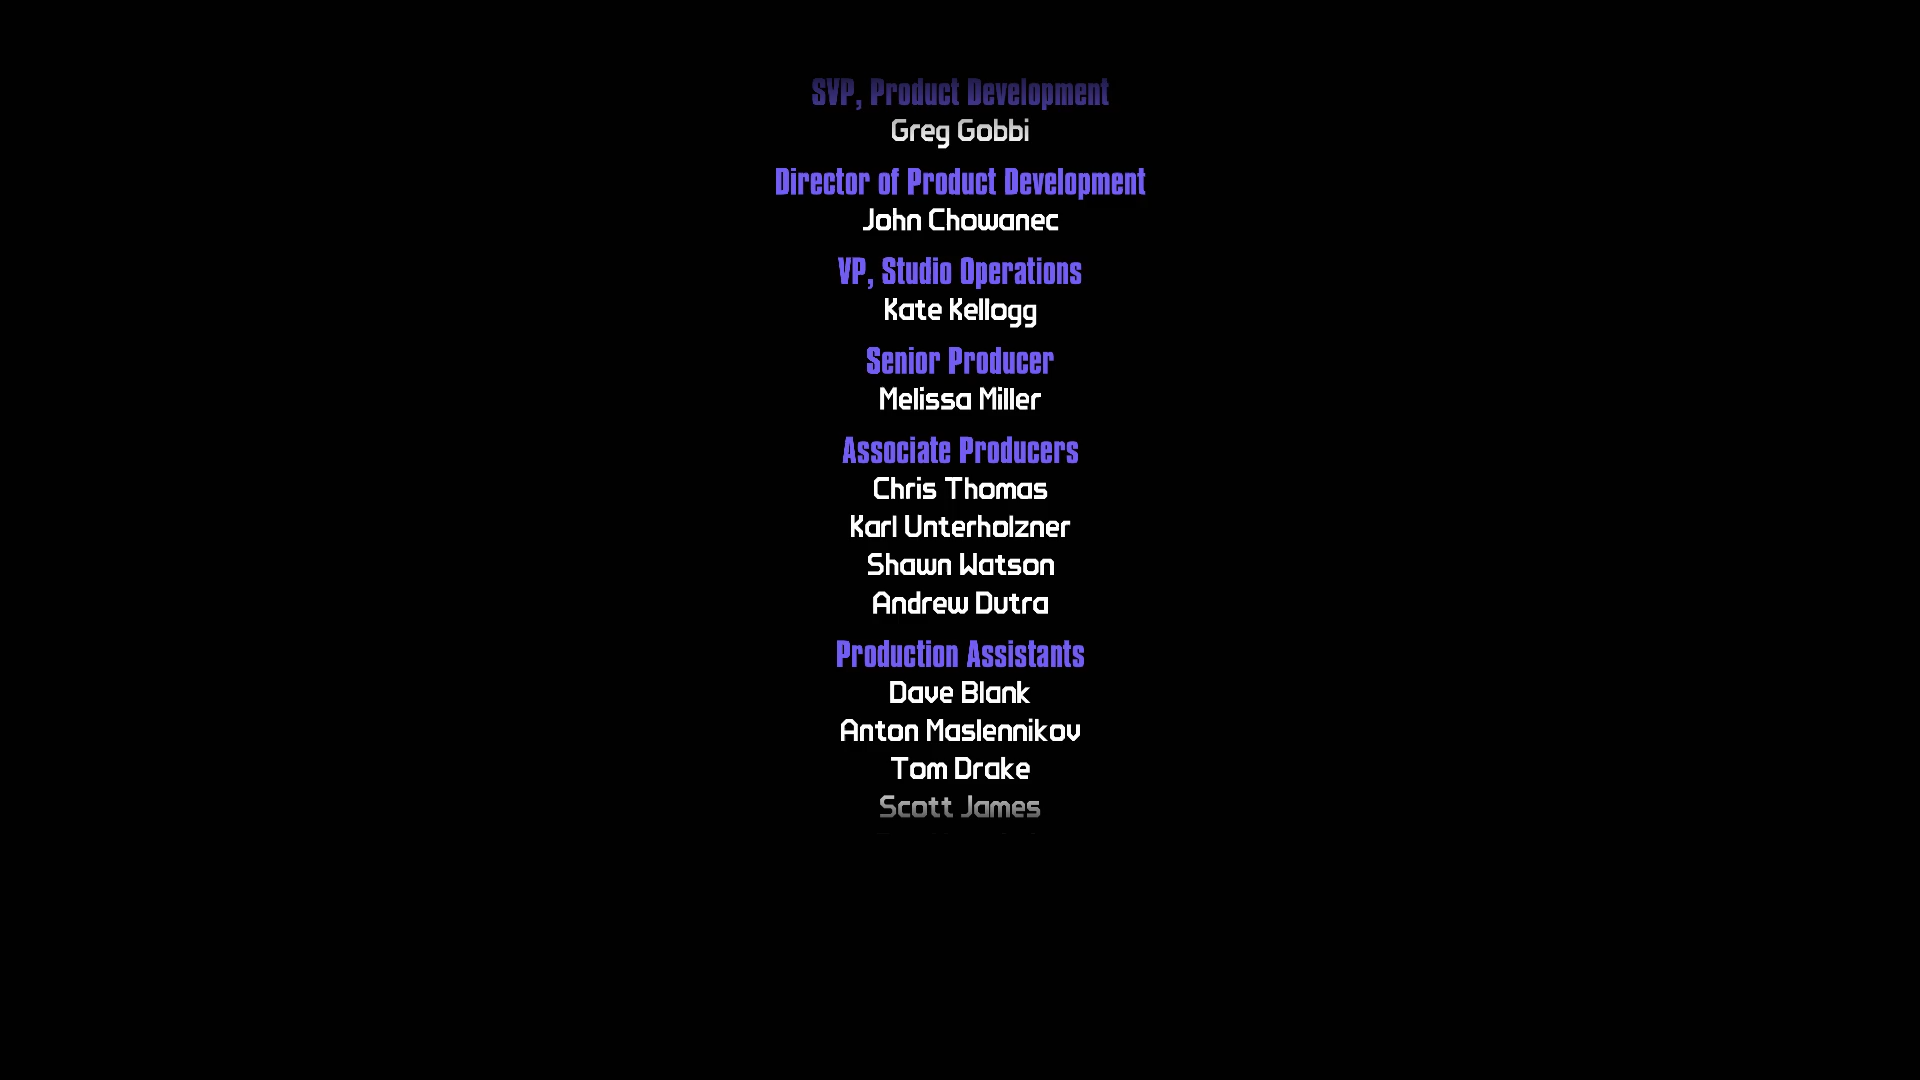 SVP, Product Development
Greg Gobbi
Director of Product Development
John Chowanec
VP, Studio Operations
Kate Kellogg
Senior Producer
Melissa Miller
Associate Producers
Chris Thomas
Karl Unterholzner
Shawn Watson
Andrew Dutra
Production Assistants
Dave Blank
Anton Maslennikov
Tom Drake
Scott James